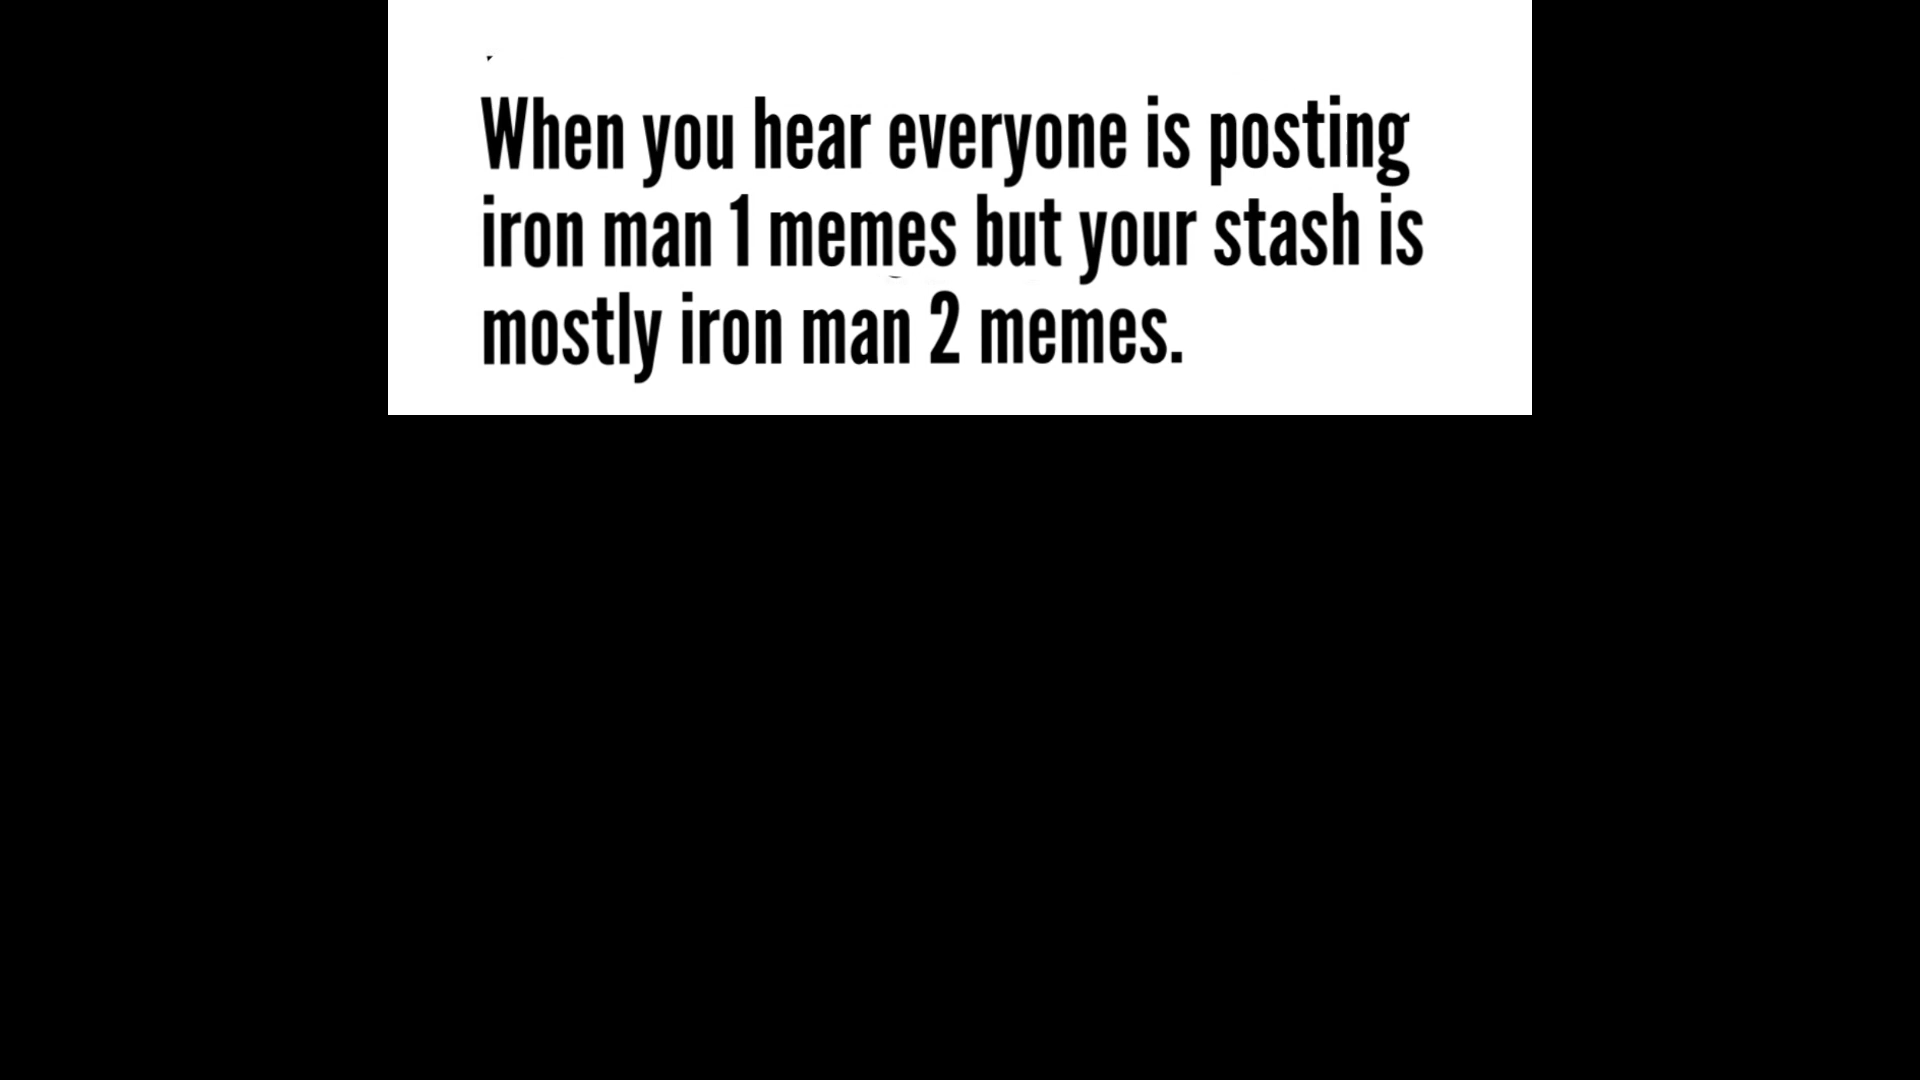 When you hear everyone is posting
iron man 1 memes but your stash is
mostly iron man 2 memes.